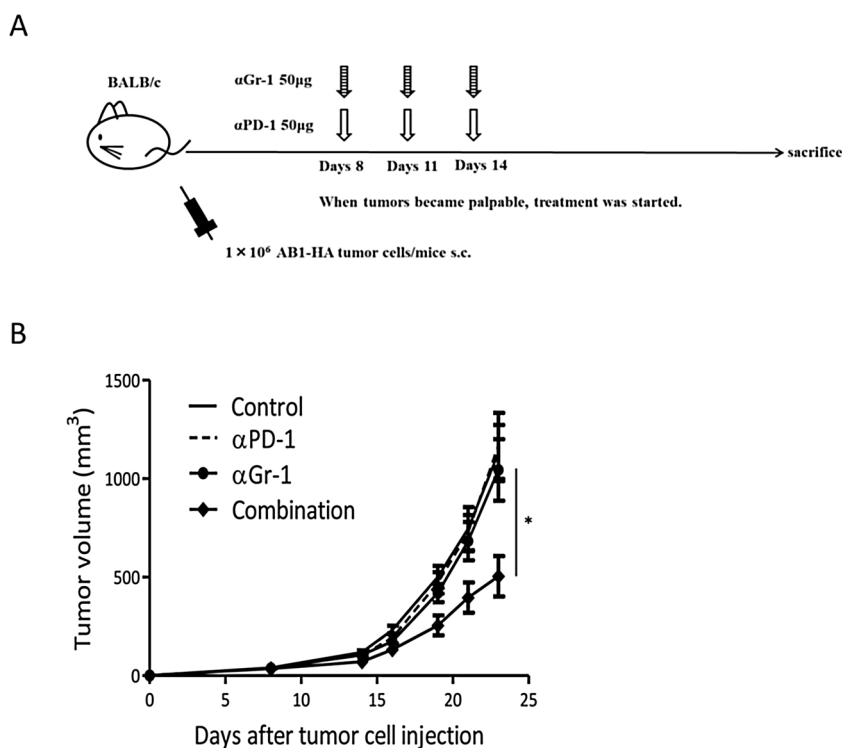 A
BALB/c
αGr-1 50μg
αPD-1 50μg
Days 8 Days 11 Days 14
sacrifice
When tumors became palpable, treatment was started.
1×10⁶ AB1-HA tumor cells/mice s.c.
B
Tumor volume (mm³)
1500
1000
500
0
Control
αPD-1
αGr-1
Combination
*
0 5 10 15 20 25
Days after tumor cell injection